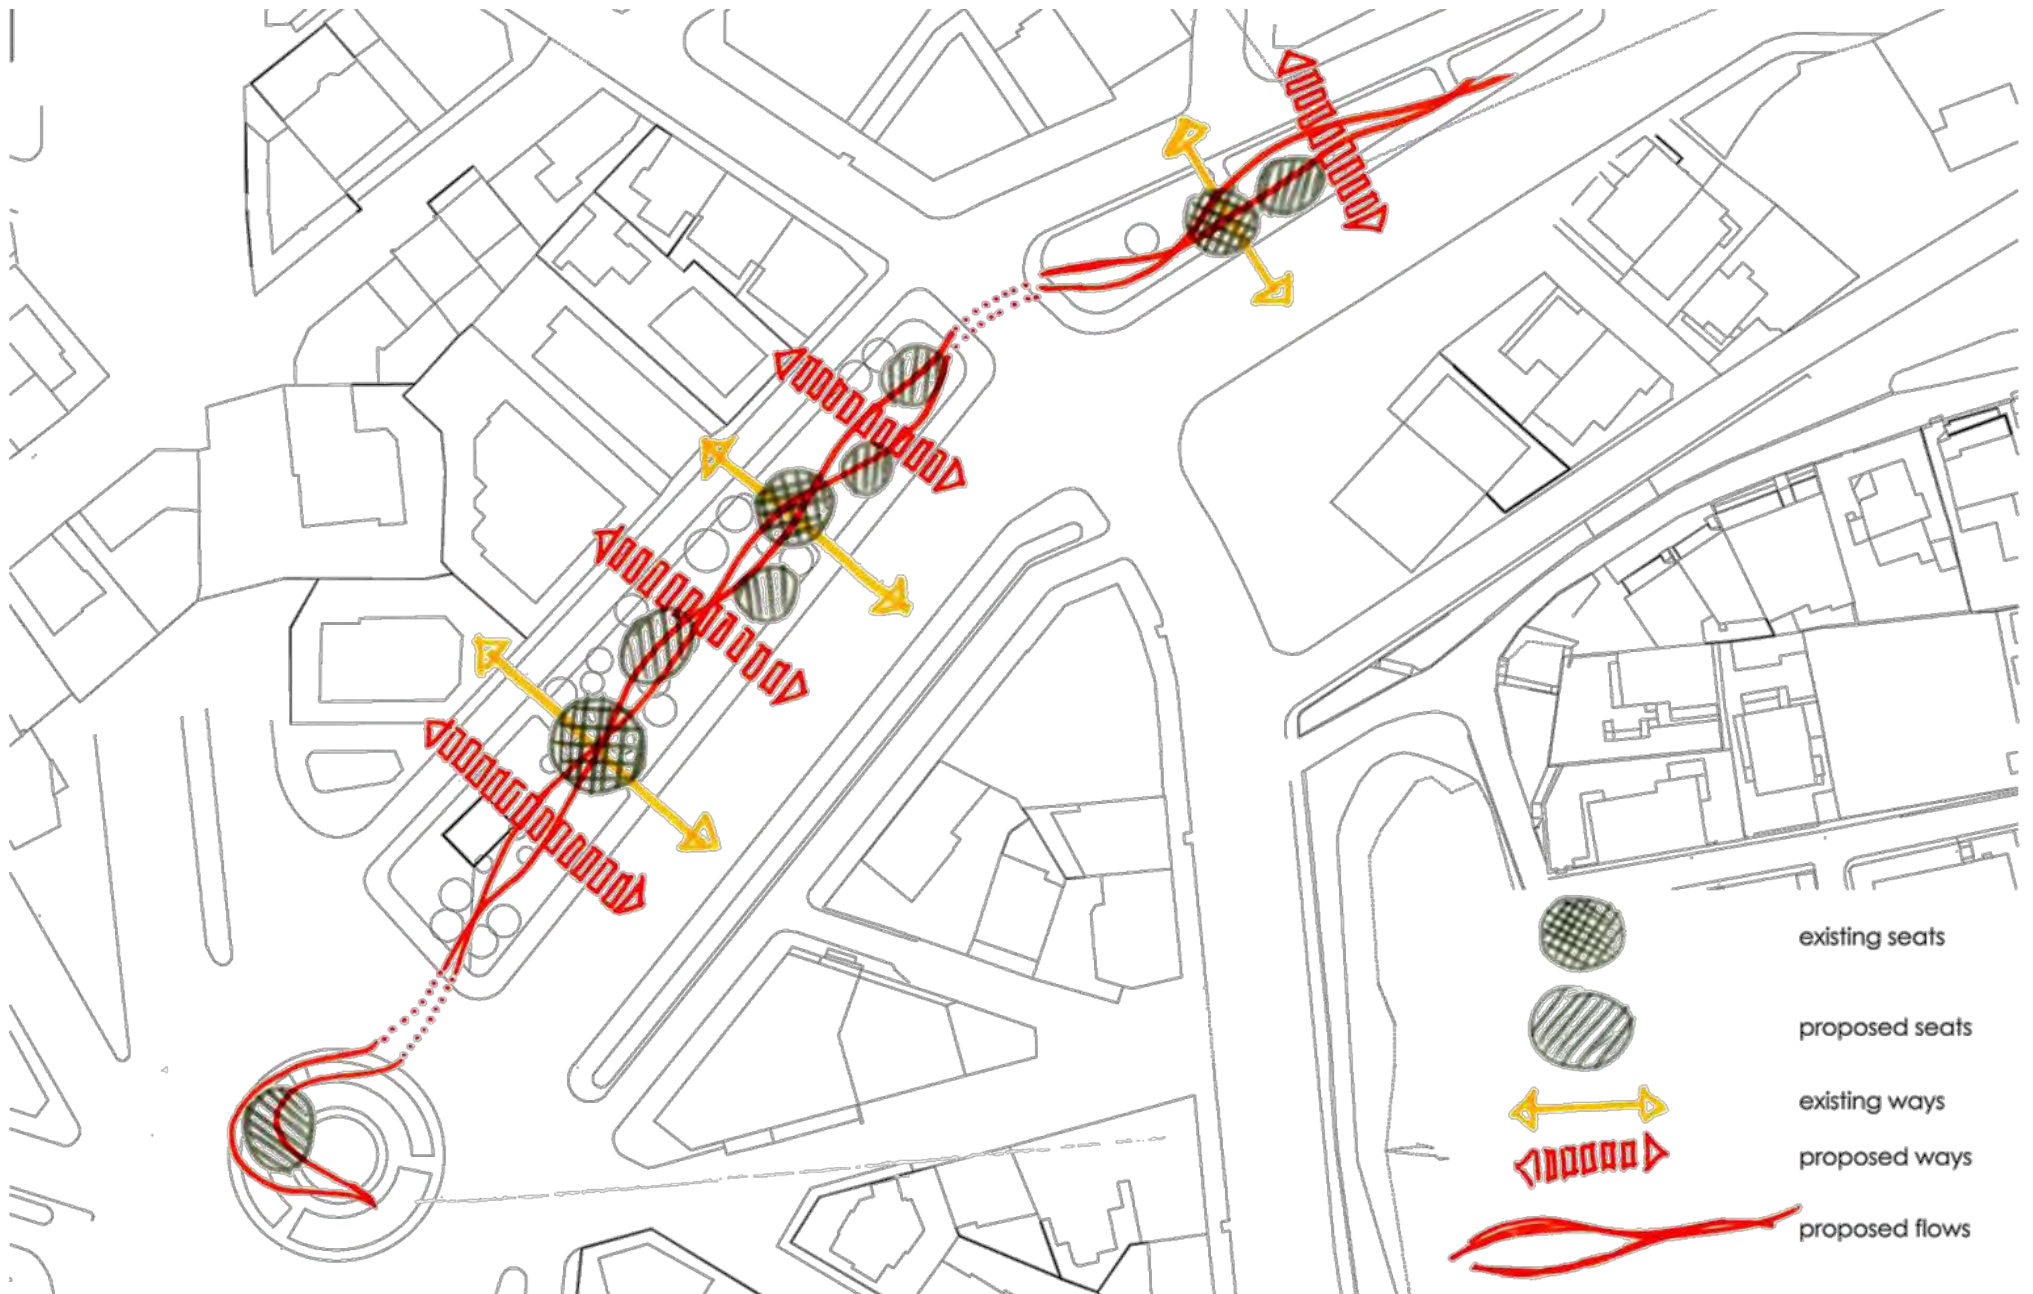 existing seats
proposed seats
existing ways
proposed ways
proposed flows